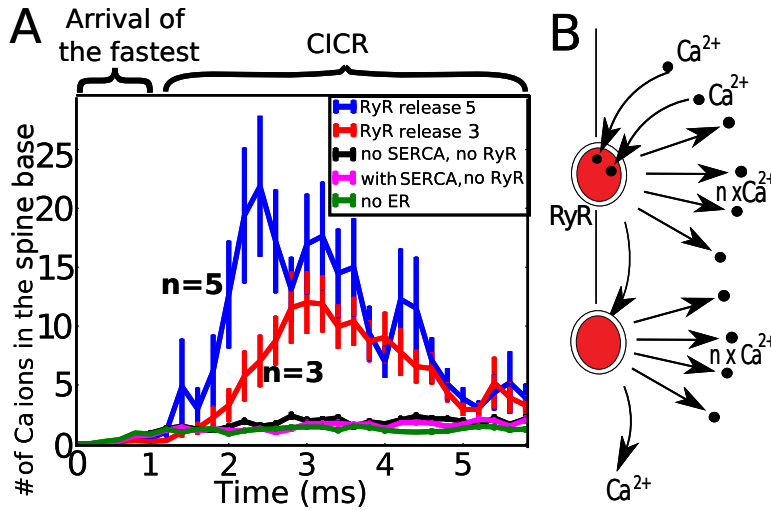 A
Arrival of
the fastest
CICR
# of Ca ions in the spine base
25
20
15
10
5
0
0
1
2
3
4
5
Time (ms)
RyR release 5
RyR release 3
no SERCA, no RyR
with SERCA, no RyR
no ER
n=5
n=3
B
Ca²⁺
Ca²⁺
n xCa²⁺
RyR
n x Ca²⁺
Ca²⁺